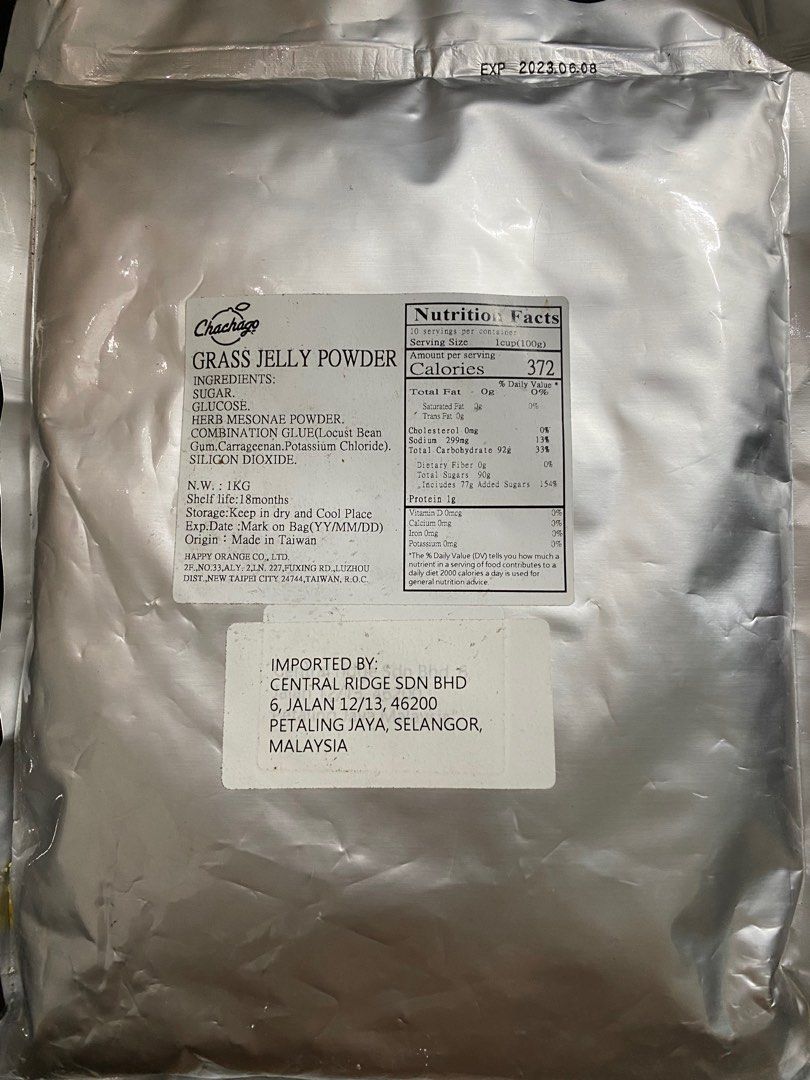 EXP 2023.06.08
Chachago
GRASS JELLY POWDER
INGREDIENTS:
SUGAR.
GLUCOSE.
HERB MESONAE POWDER.
COMBINATION GLUE(Locust Bean
Gum.Carrageenan.Potassium Chloride).
SILICON DIOXIDE.
N.W. : 1KG
Shelf life:18months
Storage:Keep in dry and Cool Place
Exp.Date :Mark on Bag(YY/MM/DD)
Origin : Made in Taiwan
HAPPY ORANGE CO., LTD.
2F.,NO.33,ALY. 2,LN. 227,FUXING RD.,LUZHOU
DIST.,NEW TAIPEI CITY 24744,TAIWAN, R.O.C.
Nutrition Facts
10 servings per container
Serving Size 1cup(100g)
Amount per serving
Calories 372
% Daily Value *
Total Fat 0g 0%
Saturated Fat 0g 0%
Trans Fat 0g
Cholesterol 0mg 0%
Sodium 299mg 13%
Total Carbohydrate 92g 33%
Dietary Fiber 0g 0%
Total Sugars 90g
Includes 77g Added Sugars 154%
Protein 1g
Vitamin D 0mcg 0%
Calcium 0mg 0%
Iron 0mg 0%
Potassium 0mg 0%
*The % Daily Value (DV) tells you how much a
nutrient in a serving of food contributes to a
daily diet 2000 calories a day is used for
general nutrition advice.
IMPORTED BY:
CENTRAL RIDGE SDN BHD
6, JALAN 12/13, 46200
PETALING JAYA, SELANGOR,
MALAYSIA